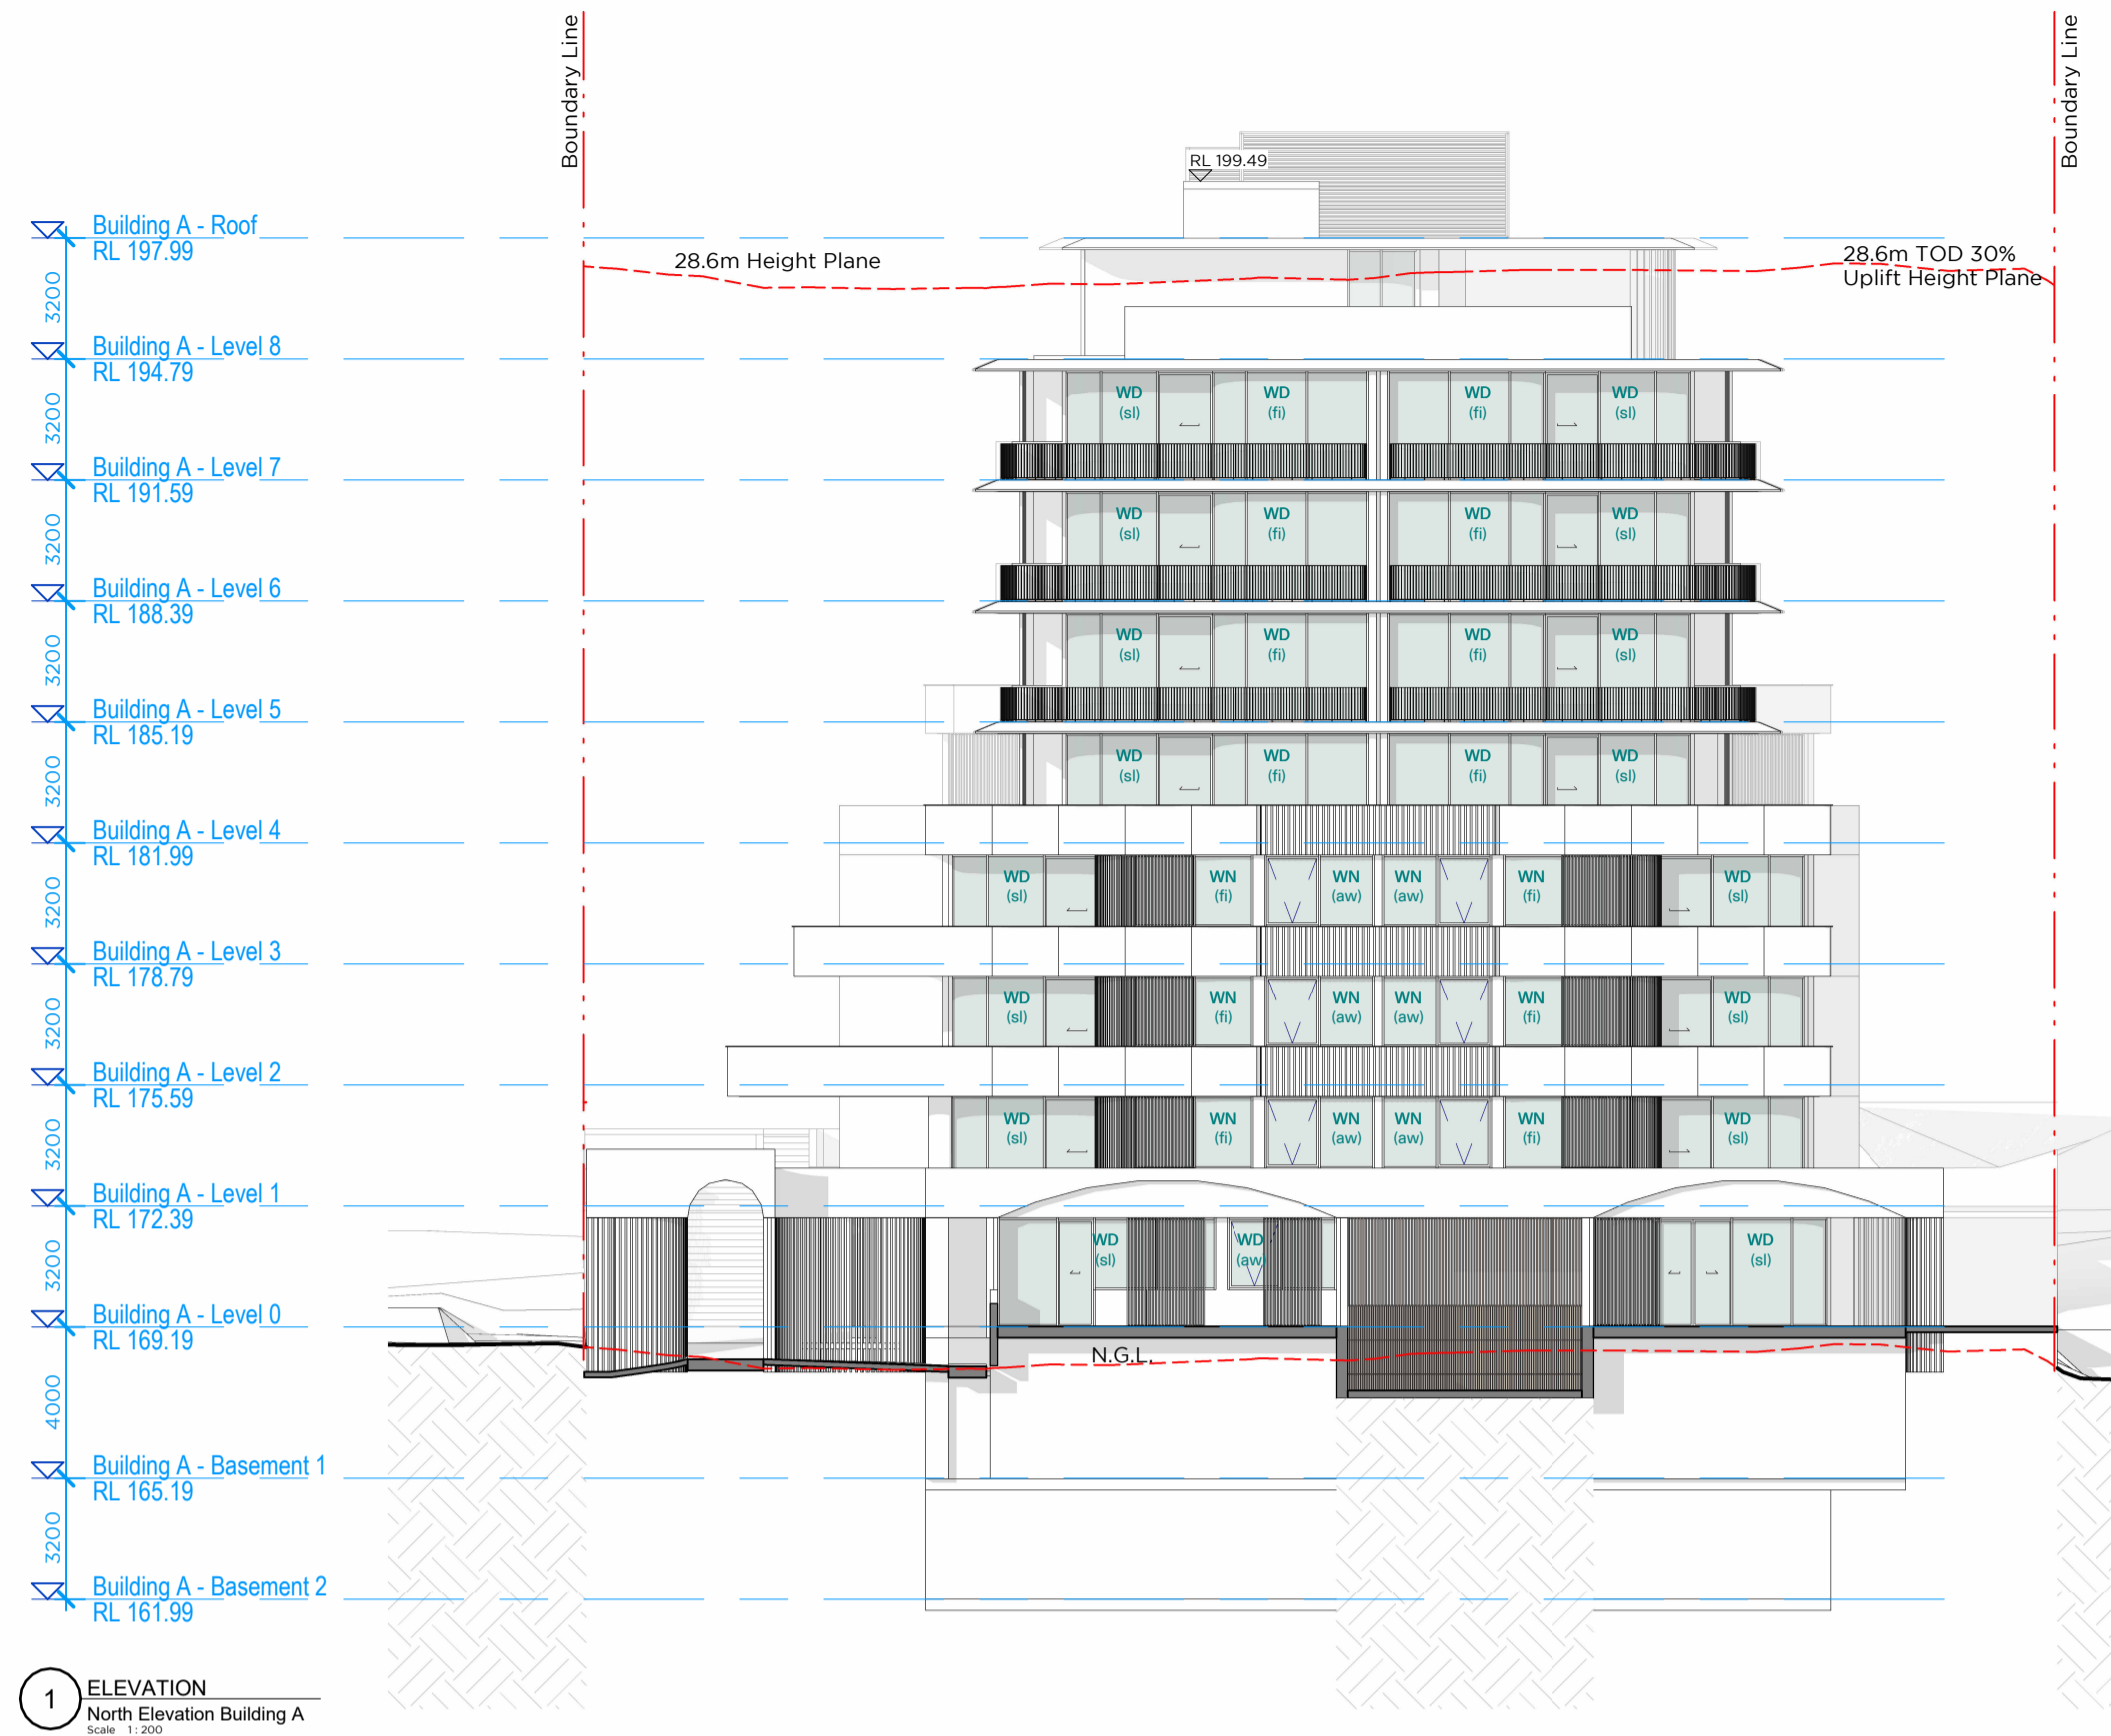 Boundary Line
Boundary Line
RL 199.49
Building A - Roof
RL 197.99
28.6m Height Plane
28.6m TOD 30%
Uplift Height Plane
3200
Building A - Level 8
RL 194.79
WD WD WD WD
(sl) (fi) (fi) (sl)
3200
Building A - Level 7
RL 191.59
WD WD WD WD
(sl) (fi) (fi) (sl)
3200
Building A - Level 6
RL 188.39
WD WD WD WD
(sl) (fi) (fi) (sl)
3200
Building A - Level 5
RL 185.19
WD WD WD WD
(sl) (fi) (fi) (sl)
3200
Building A - Level 4
RL 181.99
WD WN WN WN WN WD
(sl) (fi) (aw) (aw) (fi) (sl)
3200
Building A - Level 3
RL 178.79
WD WN WN WN WN WD
(sl) (fi) (aw) (aw) (fi) (sl)
3200
Building A - Level 2
RL 175.59
WD WN WN WN WN WD
(sl) (fi) (aw) (aw) (fi) (sl)
3200
Building A - Level 1
RL 172.39
WD WD WD
(sl) (aw) (sl)
3200
Building A - Level 0
RL 169.19
N.G.L.
4000
Building A - Basement 1
RL 165.19
3200
Building A - Basement 2
RL 161.99
1
ELEVATION
North Elevation Building A
Scale 1 : 200